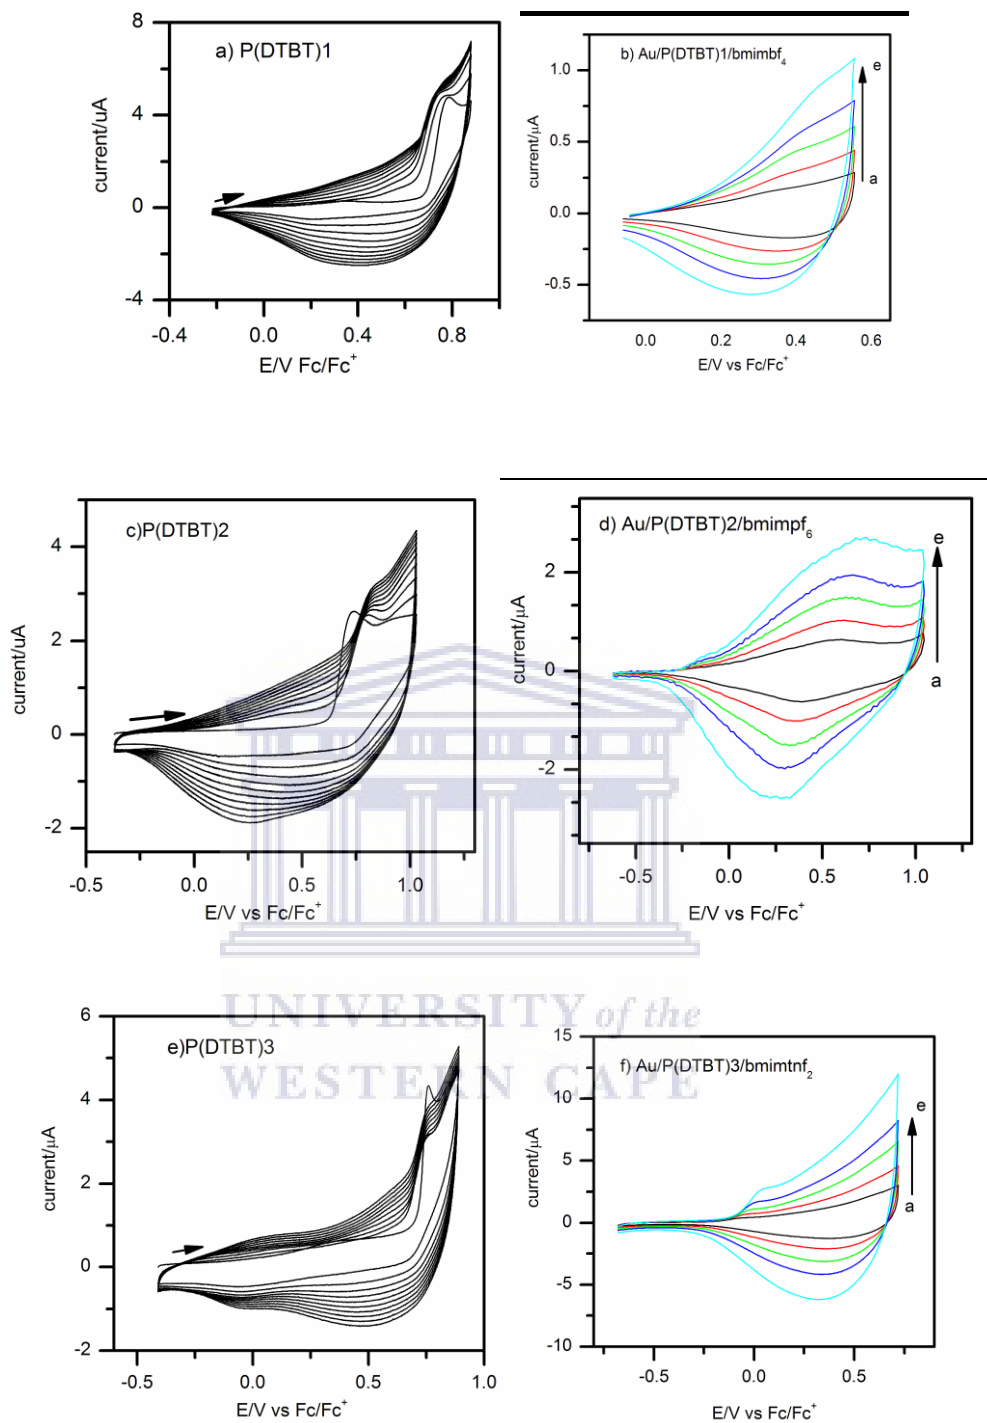 a) P(DTBT)1
8
4
0
-4
current/uA
-0.4
0.0
0.4
0.8
E/V Fc/Fc+
b) Au/P(DTBT)1/bmimbf4
e
a
1.0
0.5
0.0
-0.5
current/µA
0.0
0.2
0.4
0.6
E/V vs Fc/Fc+
c)P(DTBT)2
4
2
0
-2
current/uA
-0.5
0.0
0.5
1.0
E/V vs Fc/Fc+
d) Au/P(DTBT)2/bmimpf6
e
a
2
0
-2
current/µA
-0.5
0.0
0.5
1.0
E/V vs Fc/Fc+
UNIVERSITY of the
WESTERN CAPE
e)P(DTBT)3
6
4
2
0
-2
current/µA
-0.5
0.0
0.5
1.0
E/V vs Fc/Fc+
f) Au/P(DTBT)3/bmimtnf2
e
a
15
10
5
0
-5
-10
current/µA
-0.5
0.0
0.5
E/V vs Fc/Fc+